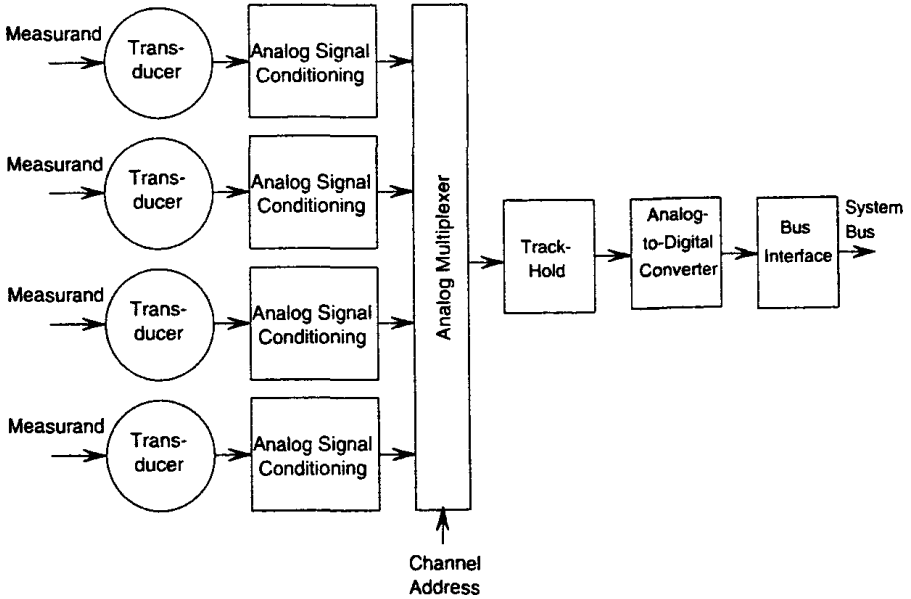 Measurand
Trans-
ducer
Analog Signal
Conditioning
Measurand
Trans-
ducer
Analog Signal
Conditioning
Measurand
Trans-
ducer
Analog Signal
Conditioning
Measurand
Trans-
ducer
Analog Signal
Conditioning
Analog Multiplexer
Channel
Address
Track-
Hold
Analog-
to-Digital
Converter
Bus
Interface
System
Bus